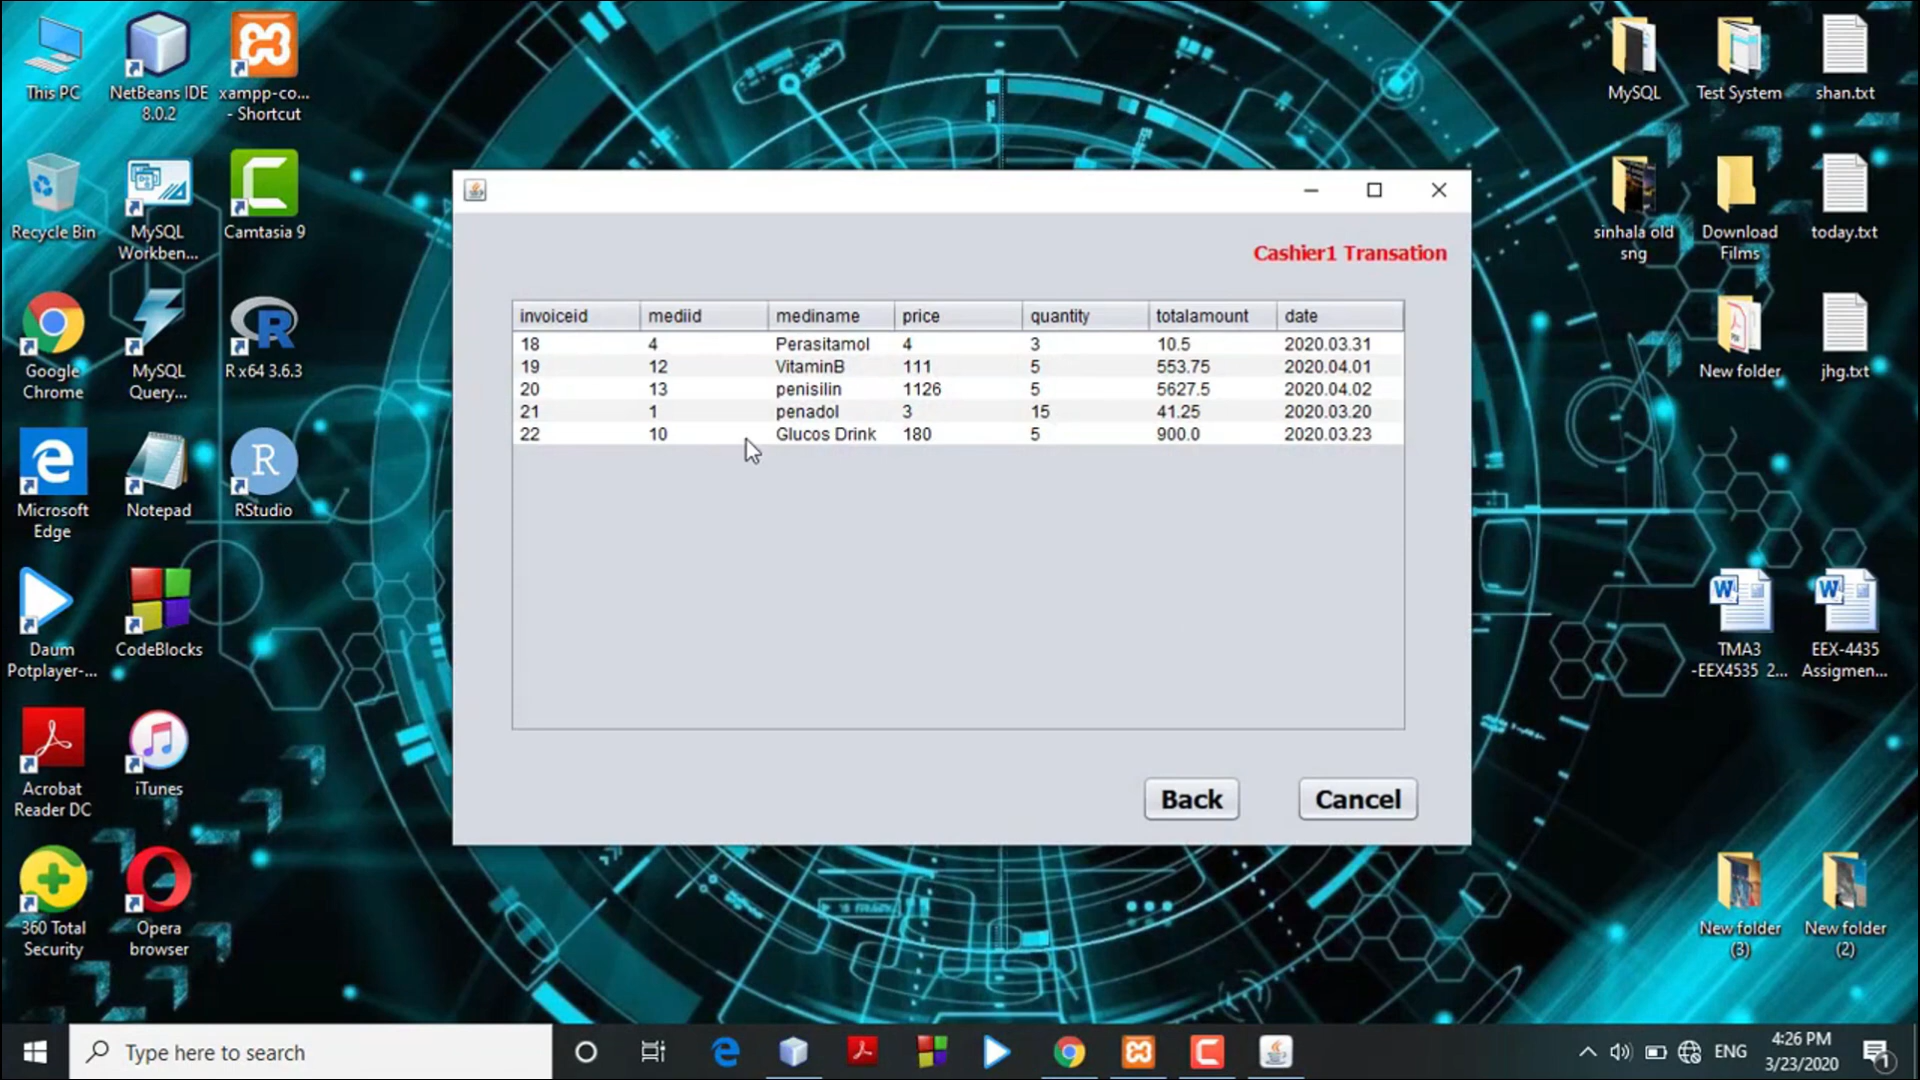 This PC
NetBeans IDE
8.0.2
xampp-co...
- Shortcut
Recycle Bin
MySQL
Workben...
Camtasia 9
Google
Chrome
MySQL
Query...
R x64 3.6.3
Microsoft
Edge
Notepad
RStudio
Daum
Potplayer-...
CodeBlocks
Acrobat
Reader DC
iTunes
360 Total
Security
Opera
browser
Cashier1 Transation
invoiceid mediid mediname price quantity totalamount date
18 4 Perasitamol 4 3 10.5 2020.03.31
19 12 VitaminB 111 5 553.75 2020.04.01
20 13 penisilin 1126 5 5627.5 2020.04.02
21 1 penadol 3 15 41.25 2020.03.20
22 10 Glucos Drink 180 5 900.0 2020.03.23
Back Cancel
MySQL
Test System
shan.txt
sinhala old
sng
Download
Films
today.txt
New folder
jhg.txt
TMA3
-EEX4535 2...
EEX-4435
Assigmen...
New folder
(3)
New folder
(2)
Type here to search
ENG
4:26 PM
3/23/2020
1